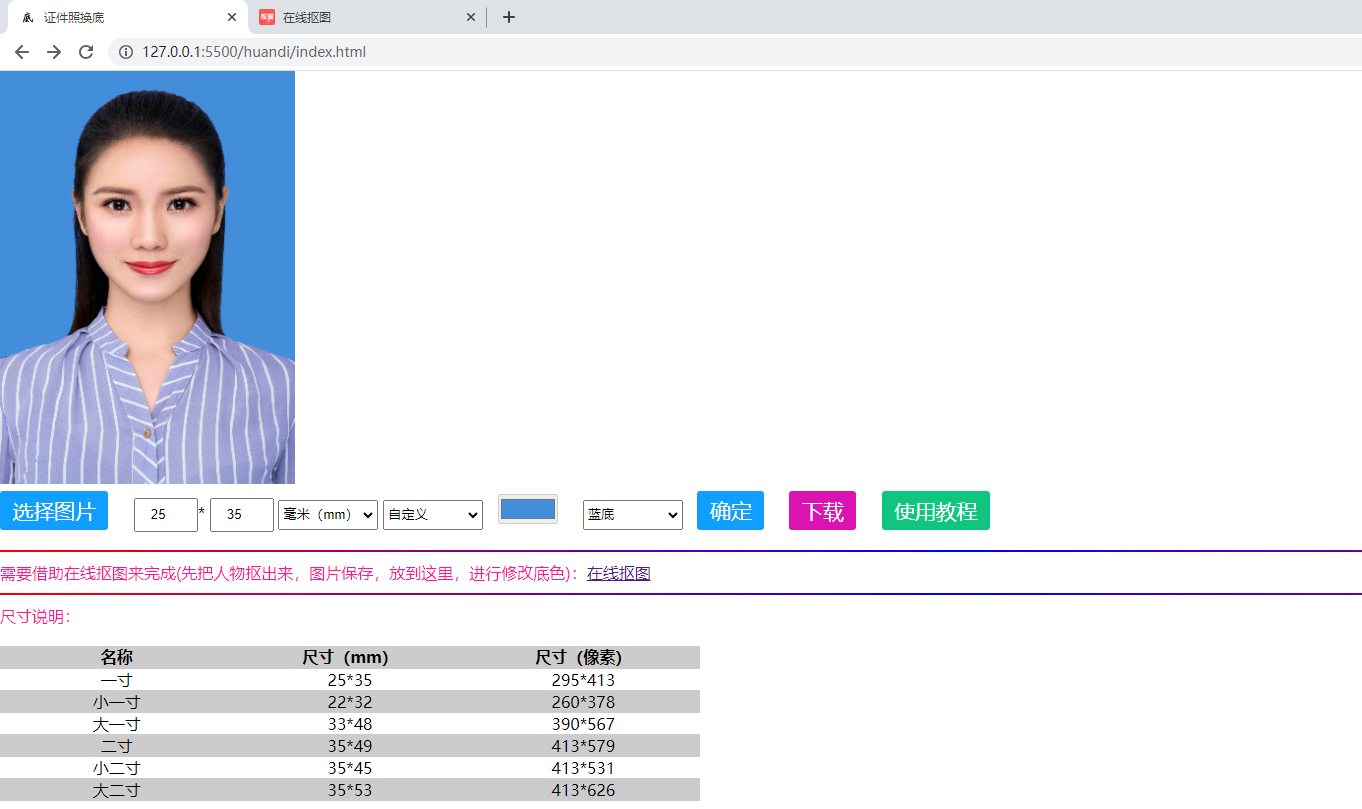 证件照换底
在线抠图
127.0.0.1:5500/huandi/index.html
选择图片 25 * 35 毫米（mm） 自定义 蓝底 确定 下载 使用教程
需要借助在线抠图来完成(先把人物抠出来，图片保存，放到这里，进行修改底色)：在线抠图
尺寸说明：
名称 尺寸（mm） 尺寸（像素）
一寸 25*35 295*413
小一寸 22*32 260*378
大一寸 33*48 390*567
二寸 35*49 413*579
小二寸 35*45 413*531
大二寸 35*53 413*626